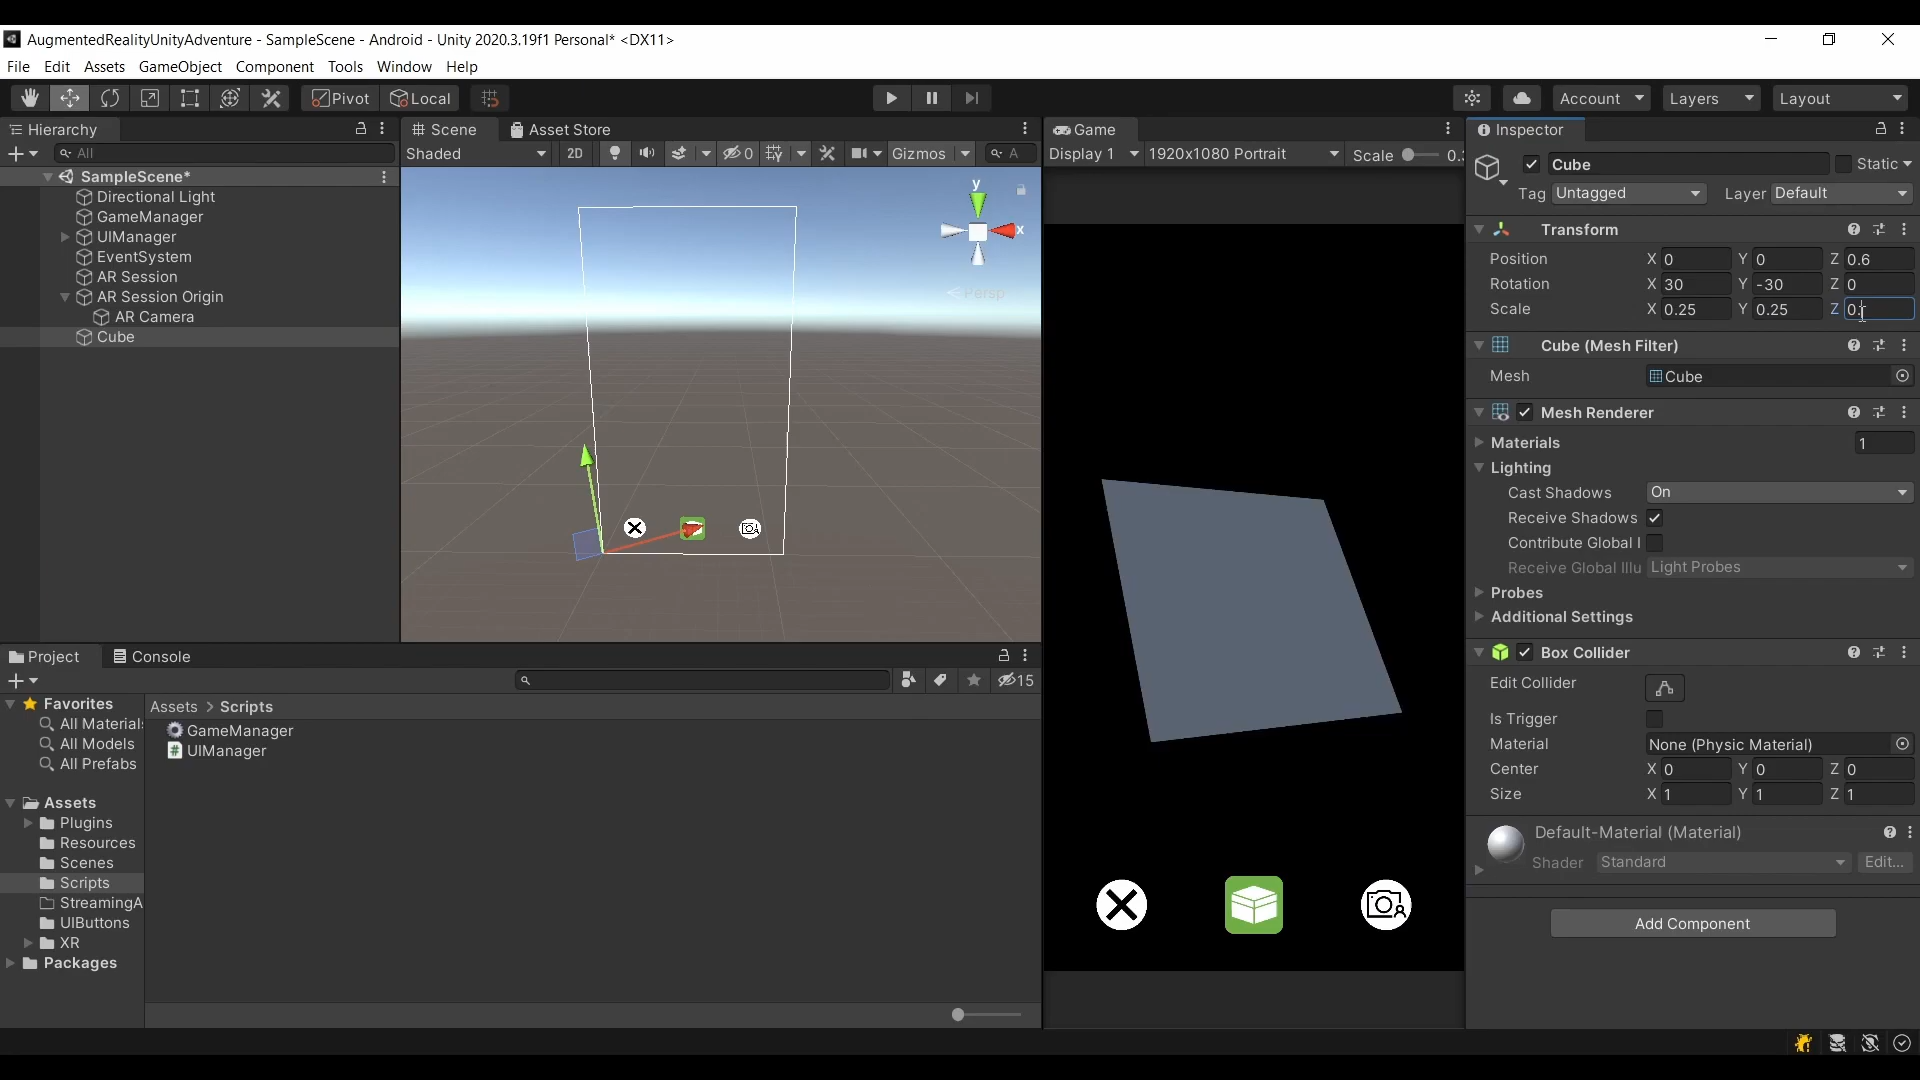 AugmentedRealityUnityAdventure - SampleScene - Android - Unity 2020.3.19f1 Personal* <DX11>
File Edit Assets GameObject Component Tools Window Help
Pivot Local Account Layers Layout
Hierarchy
All
SampleScene*
Directional Light
GameManager
UIManager
EventSystem
AR Session
AR Session Origin
AR Camera
Cube
Scene Asset Store
Shaded 2D 0 Gizmos A
y
x
Persp
Game
Display 1 1920x1080 Portrait Scale 0.
Inspector
Cube Static
Tag Untagged Layer Default
Transform
Position X 0 Y 0 Z 0.6
Rotation X 30 Y -30 Z 0
Scale X 0.25 Y 0.25 Z 0.
Cube (Mesh Filter)
Mesh Cube
Mesh Renderer
Materials 1
Lighting
Cast Shadows On
Receive Shadows
Contribute Global I
Receive Global Illu Light Probes
Probes
Additional Settings
Box Collider
Edit Collider
Is Trigger
Material None (Physic Material)
Center X 0 Y 0 Z 0
Size X 1 Y 1 Z 1
Default-Material (Material)
Shader Standard Edit...
Add Component
Project Console
15
Favorites
All Material
All Models
All Prefabs
Assets
Plugins
Resources
Scenes
Scripts
StreamingA
UIButtons
XR
Packages
Assets > Scripts
GameManager
UIManager